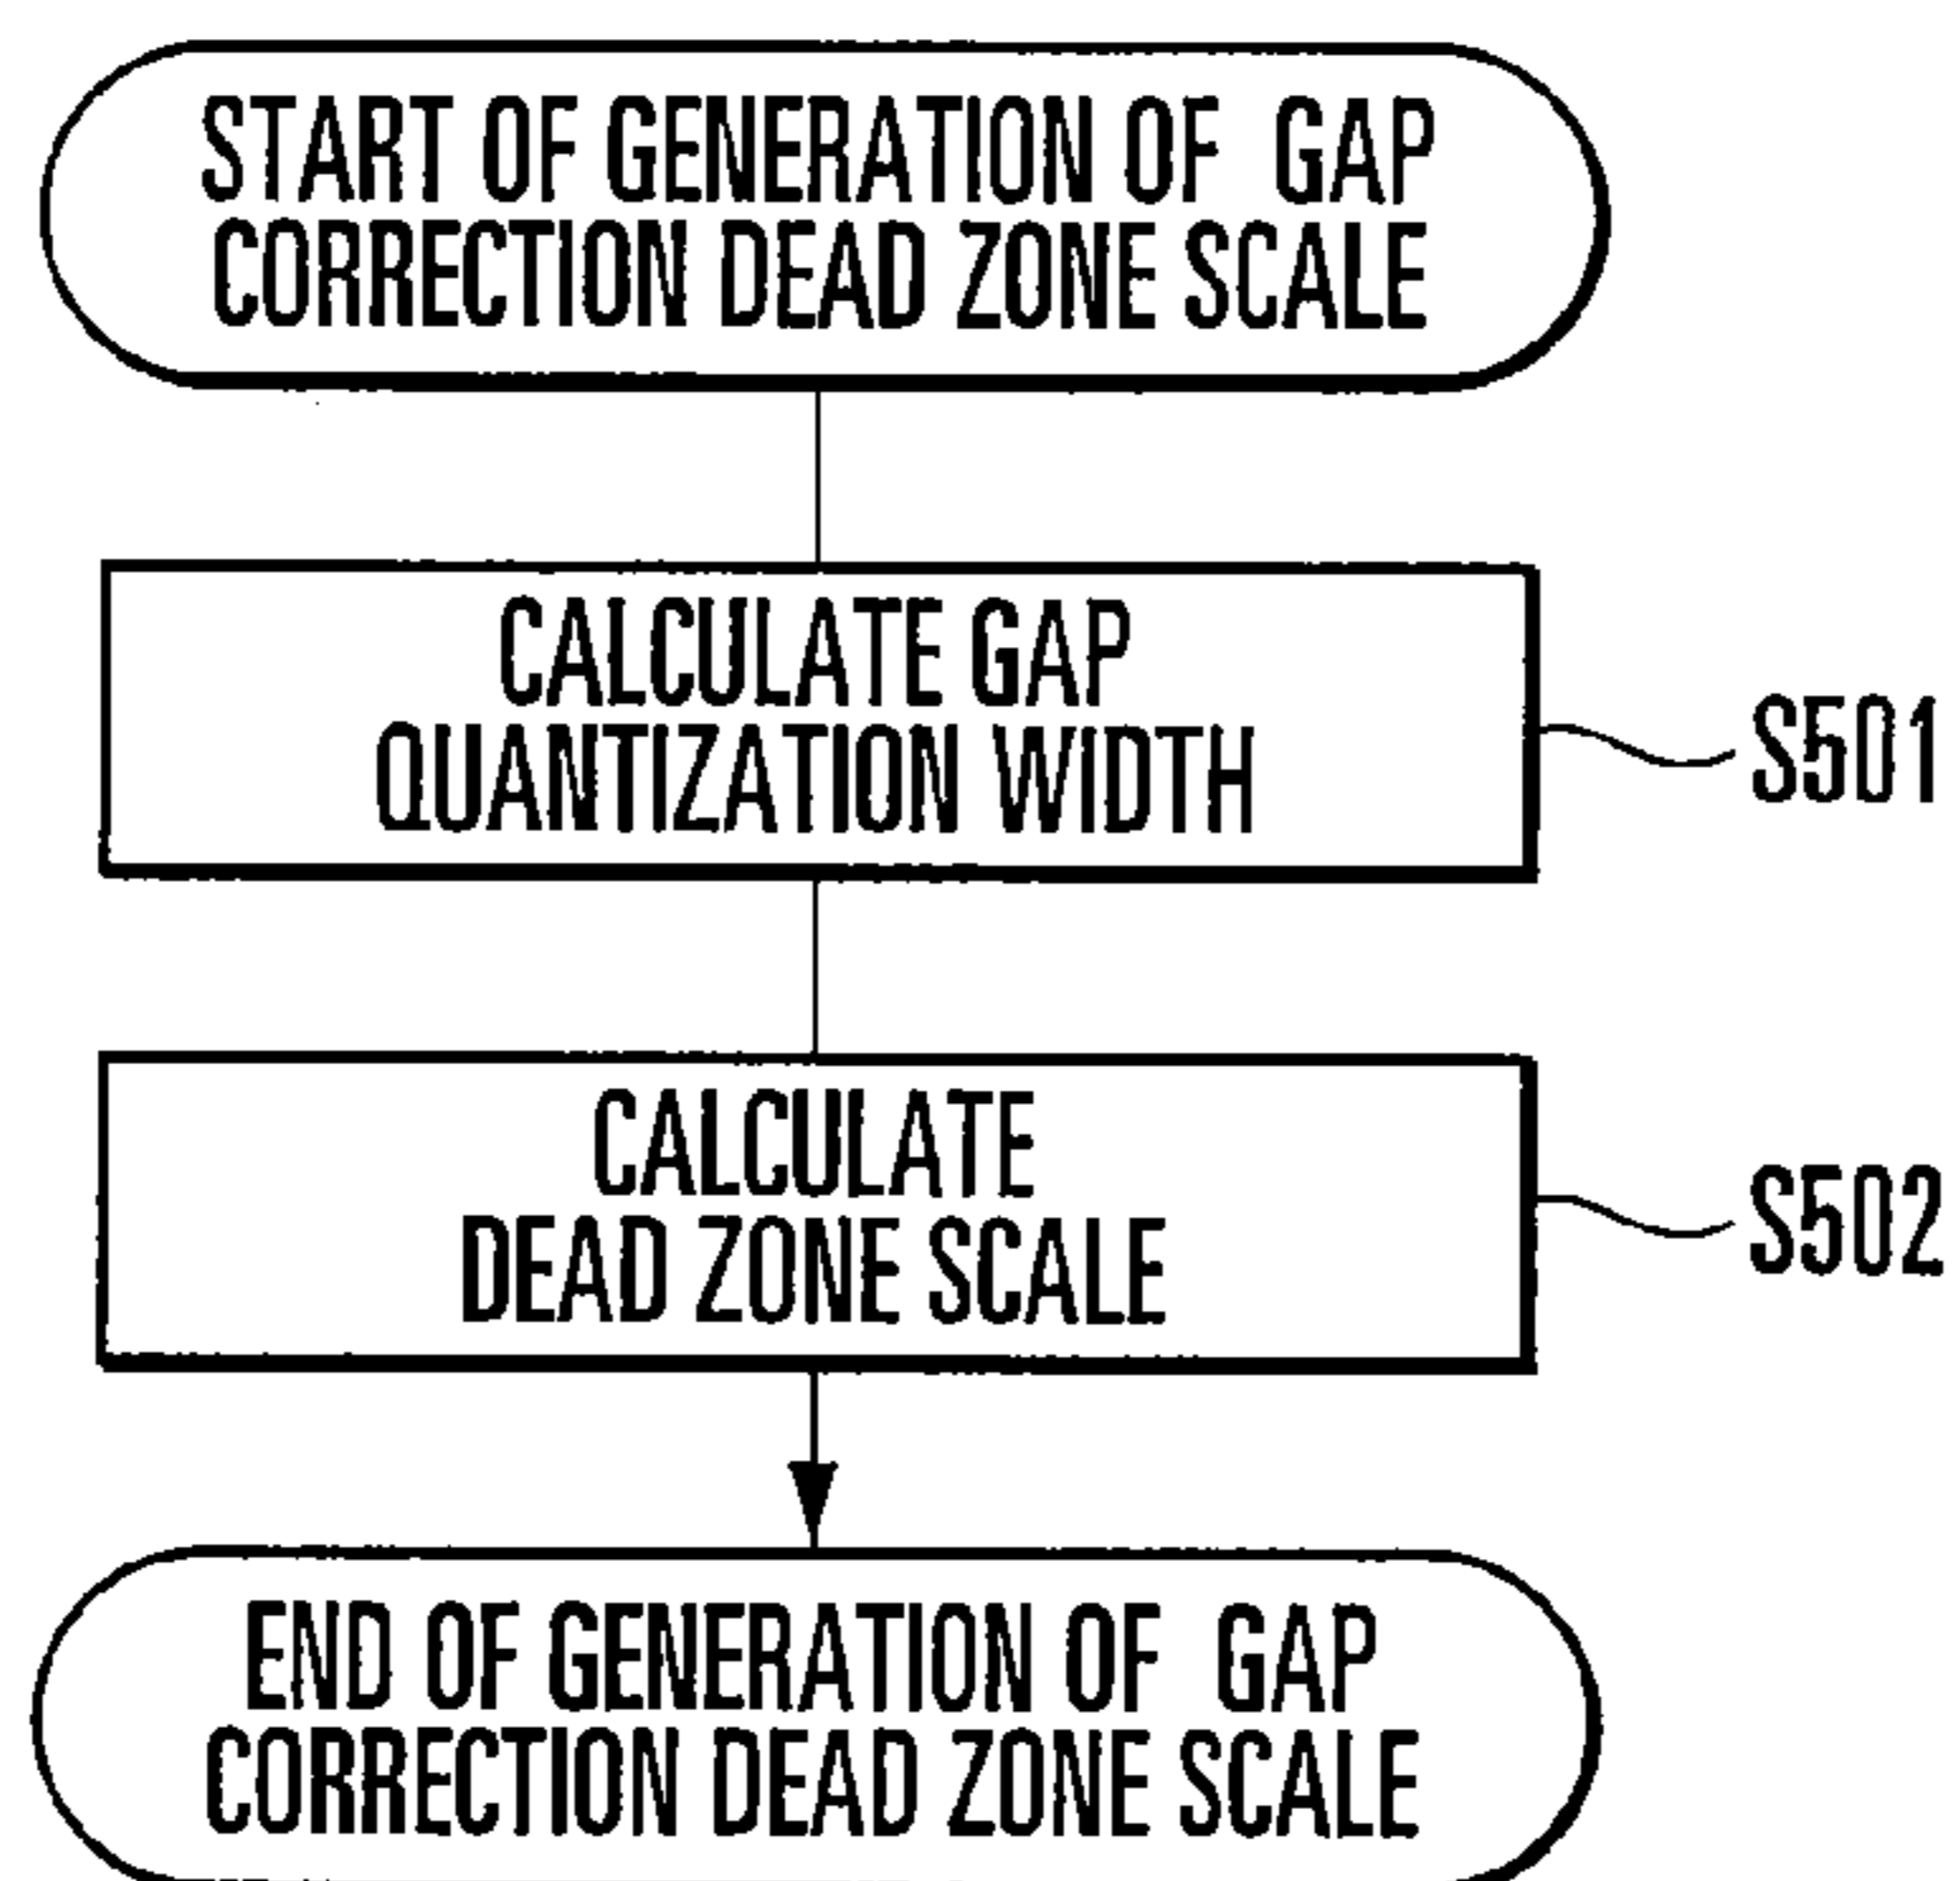 START OF GENERATION OF GAP
CORRECTION DEAD ZONE SCALE
CALCULATE GAP
QUANTIZATION WIDTH
S501
CALCULATE
DEAD ZONE SCALE
S502
END OF GENERATION OF GAP
CORRECTION DEAD ZONE SCALE